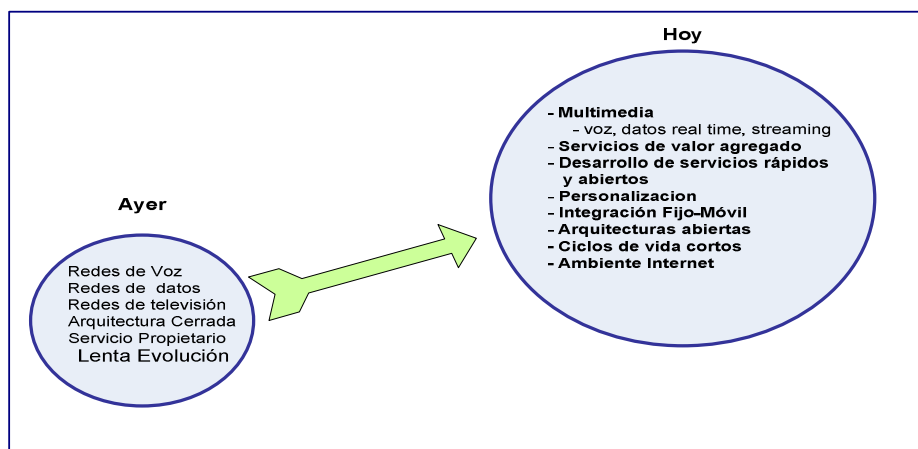 Ayer
Redes de Voz
Redes de datos
Redes de televisión
Arquitectura Cerrada
Servicio Propietario
Lenta Evolución
Hoy
- Multimedia
- voz, datos real time, streaming
- Servicios de valor agregado
- Desarrollo de servicios rápidos
y abiertos
- Personalizacion
- Integración Fijo-Móvil
- Arquitecturas abiertas
- Ciclos de vida cortos
- Ambiente Internet